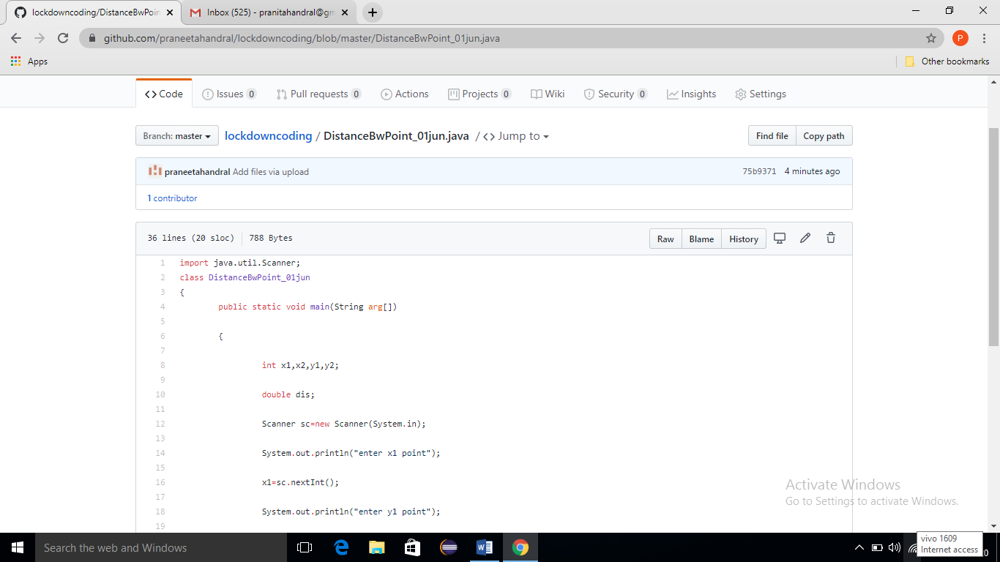 lockdowncoding/DistanceBwPoin
Inbox (525) - pranitahandral@gm
github.com/praneetahandral/lockdowncoding/blob/master/DistanceBwPoint_01jun.java
P
Apps
Other bookmarks
Code
Issues 0
Pull requests 0
Actions
Projects 0
Wiki
Security 0
Insights
Settings
Branch: master
lockdowncoding / DistanceBwPoint_01jun.java / <> Jump to
Find file
Copy path
praneetahandral Add files via upload
75b9371 4 minutes ago
1 contributor
36 lines (20 sloc) 788 Bytes
Raw
Blame
History
1 import java.util.Scanner;
2 class DistanceBwPoint_01jun
3 {
4 public static void main(String arg[])
5
6 {
7
8 int x1,x2,y1,y2;
9
10 double dis;
11
12 Scanner sc=new Scanner(System.in);
13
14 System.out.println("enter x1 point");
15
16 x1=sc.nextInt();
17
18 System.out.println("enter y1 point");
19
Activate Windows
Go to Settings to activate Windows.
Search the web and Windows
vivo 1609
Internet access